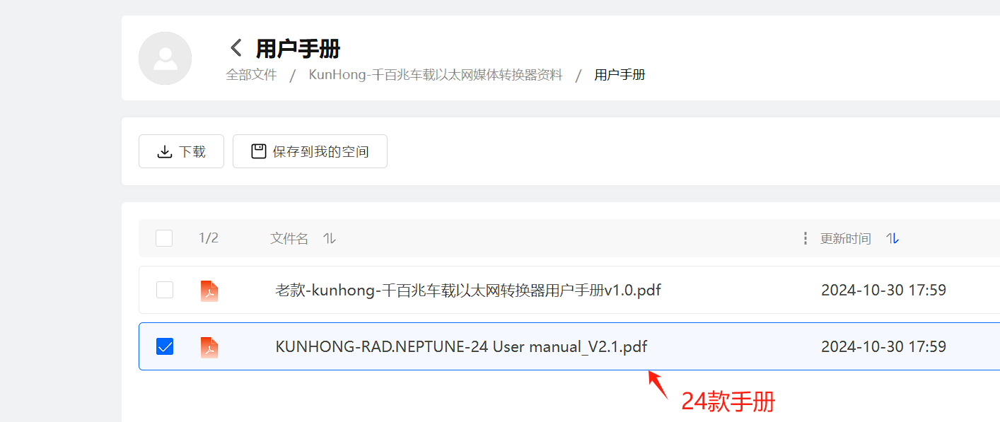 用户手册
全部文件 / KunHong-千百兆车载以太网媒体转换器资料 / 用户手册
下载 保存到我的空间
1/2 文件名 更新时间
老款-kunhong-千百兆车载以太网转换器用户手册v1.0.pdf 2024-10-30 17:59
KUNHONG-RAD.NEPTUNE-24 User manual_V2.1.pdf 2024-10-30 17:59
24款手册